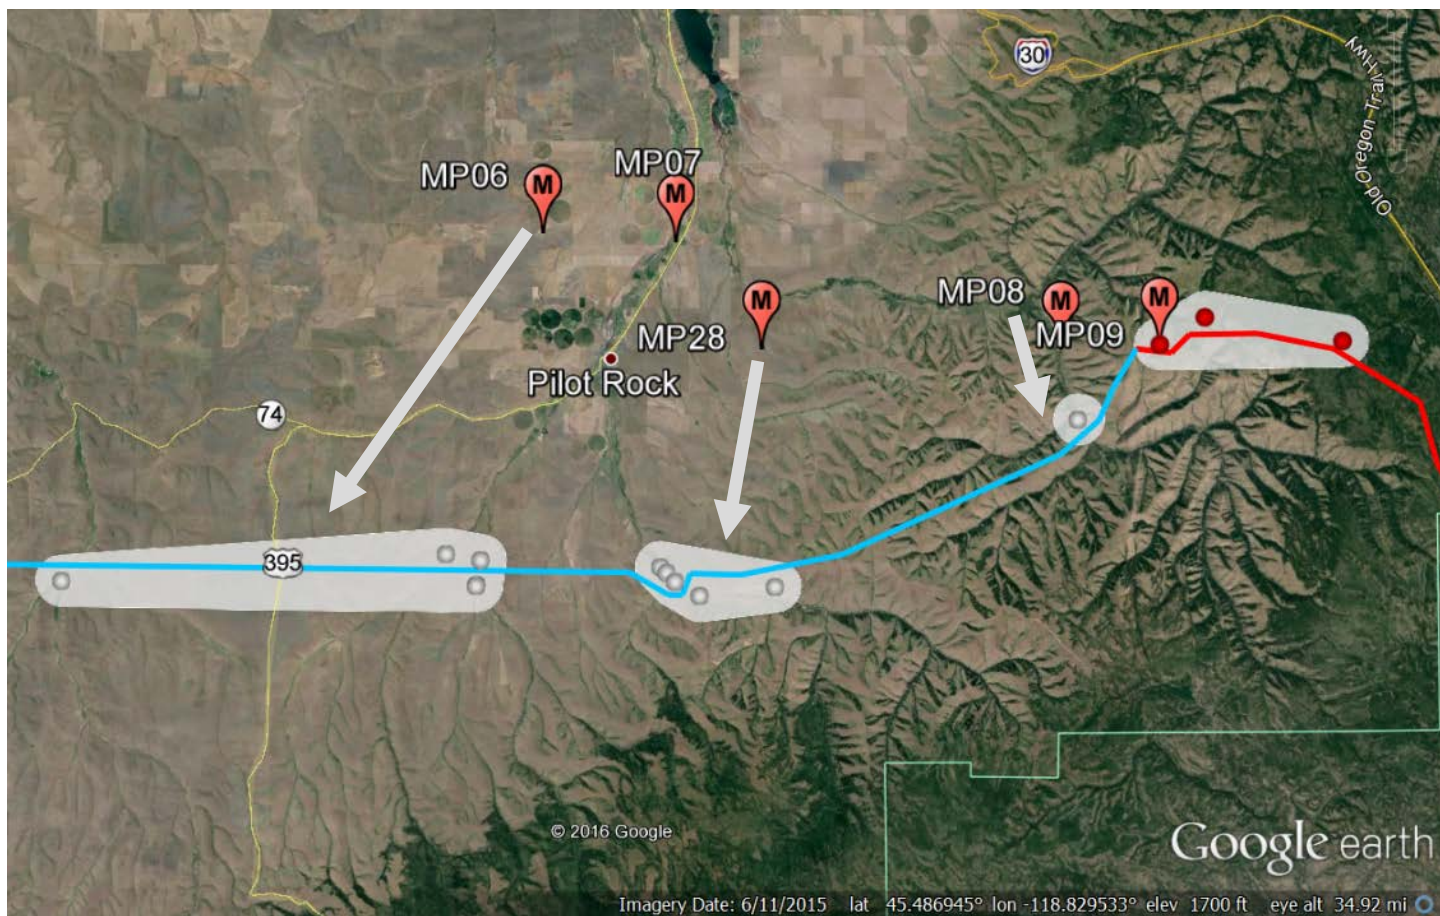 30
Old Oregon Trail Hwy
MP06
M
MP07
M
MP08
M
M
MP09
M
MP28
Pilot Rock
74
395
© 2016 Google
Google earth
Imagery Date: 6/11/2015 lat 45.486945° lon -118.829533° elev 1700 ft eye alt 34.92 mi